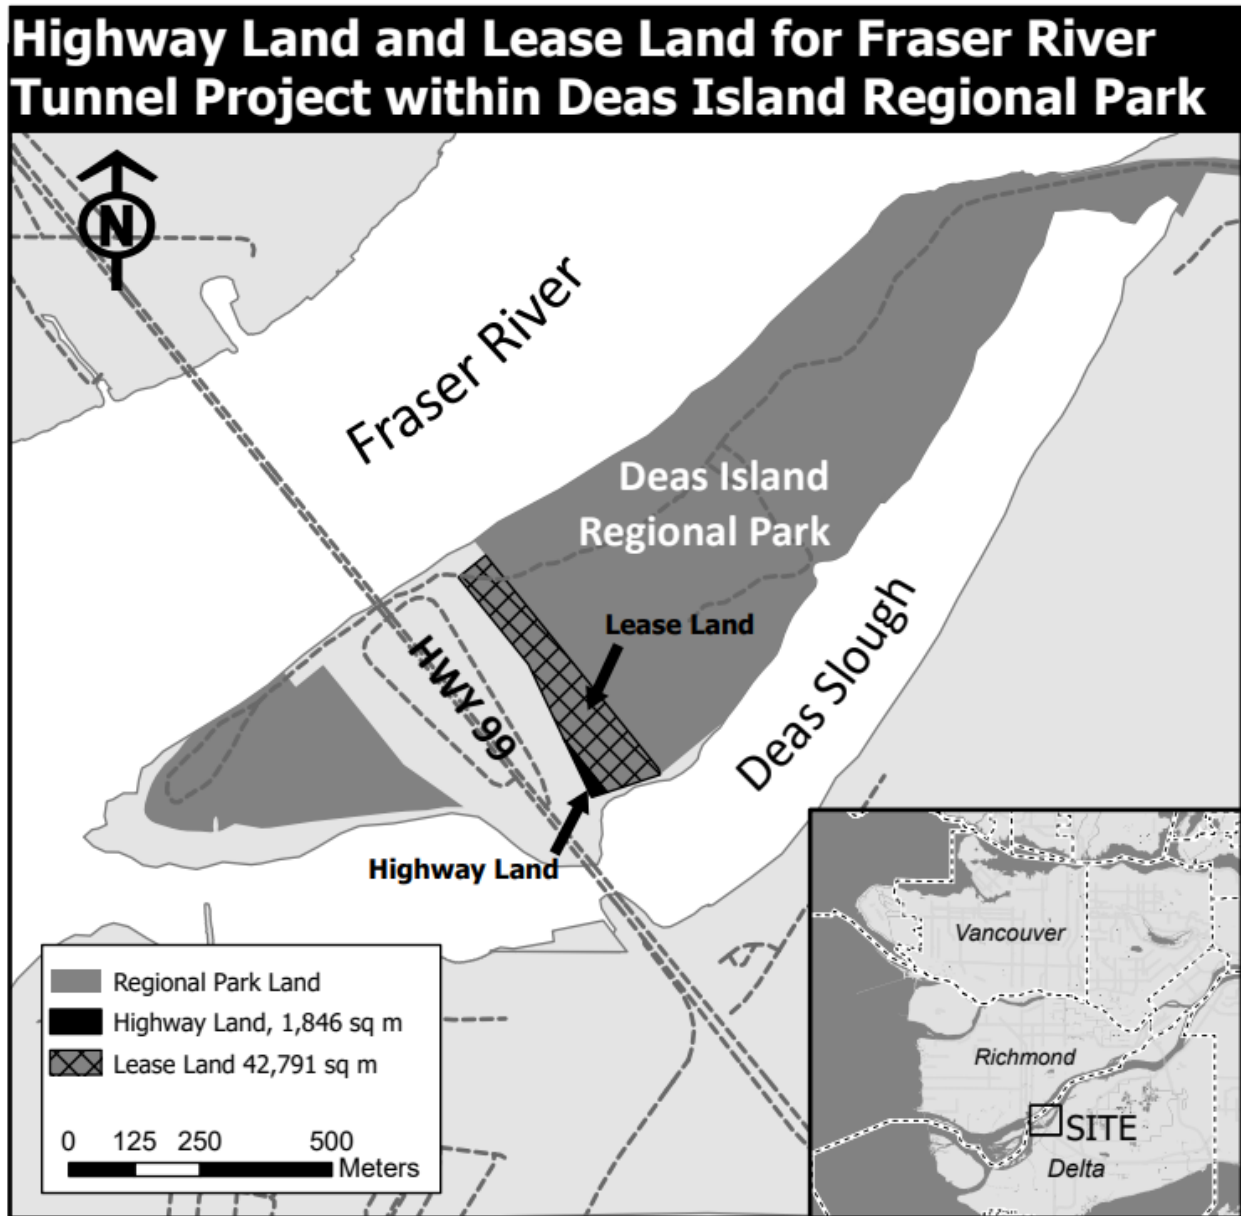 Highway Land and Lease Land for Fraser River
Tunnel Project within Deas Island Regional Park
N
Fraser River
Deas Island
Regional Park
Lease Land
HWY 99
Deas Slough
Highway Land
Regional Park Land
Highway Land, 1,846 sq m
Lease Land 42,791 sq m
0 125 250 500
Meters
Vancouver
Richmond
SITE
Delta